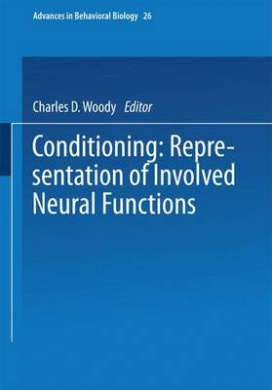 Advances in Behavioral Biology 26
Charles D. Woody Editor
Conditioning: Repre-
sentation of Involved
Neural Functions